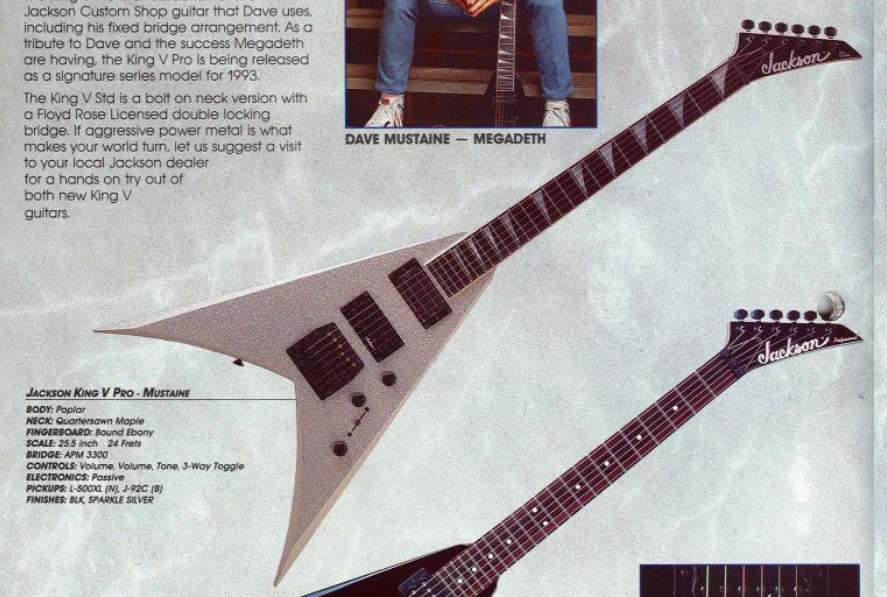 Jackson Custom Shop guitar that Dave uses,
including his fixed bridge arrangement. As a
tribute to Dave and the success Megadeth
are having, the King V Pro is being released
as a signature series model for 1993.
The King V Std is a bolt on neck version with
a Floyd Rose Licensed double locking
bridge. If aggressive power metal is what
makes your world turn, let us suggest a visit
to your local Jackson dealer
for a hands on try out of
both new King V
guitars.
DAVE MUSTAINE — MEGADETH
Jackson
Jackson
Professional
JACKSON KING V PRO - MUSTAINE
BODY: Poplar
NECK: Quartersawn Maple
FINGERBOARD: Bound Ebony
SCALE: 25.5 inch 24 Frets
BRIDGE: APM 3300
CONTROLS: Volume, Volume, Tone, 3-Way Toggle
ELECTRONICS: Passive
PICKUPS: L-500XL (N), J-92C (B)
FINISHES: BLK, SPARKLE SILVER